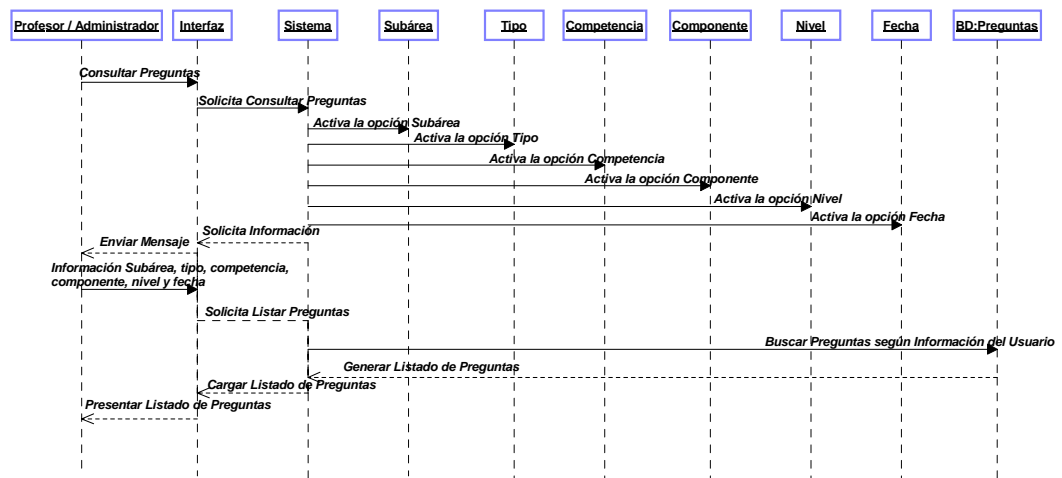 Profesor / Administrador Interfaz Sistema Subárea Tipo Competencia Componente Nivel Fecha BD:Preguntas
Consultar Preguntas
Solicita Consultar Preguntas
Activa la opción Subárea
Activa la opción Tipo
Activa la opción Competencia
Activa la opción Componente
Activa la opción Nivel
Activa la opción Fecha
Solicita Información
Enviar Mensaje
Información Subárea, tipo, competencia,
componente, nivel y fecha
Solicita Listar Preguntas
Buscar Preguntas según Información del Usuario
Generar Listado de Preguntas
Cargar Listado de Preguntas
Presentar Listado de Preguntas